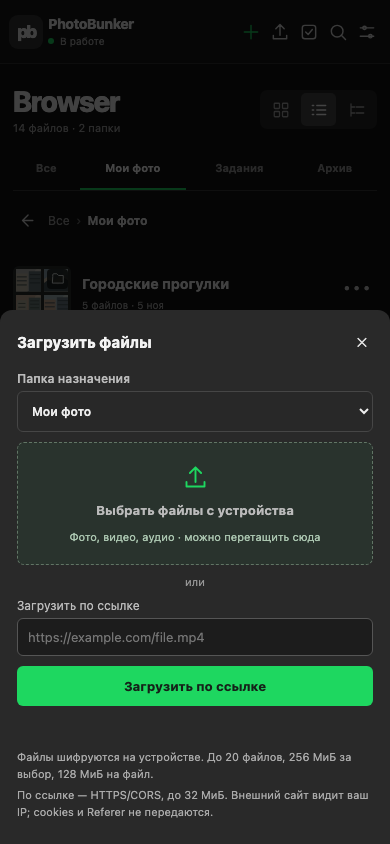 pb PhotoBunker
В работе
Browser
14 файлов · 2 папки
Все Мои фото Задания Архив
Все › Мои фото
Городские прогулки
5 файлов · 5 ноя
Загрузить файлы
Папка назначения
Мои фото
Выбрать файлы с устройства
Фото, видео, аудио · можно перетащить сюда
или
Загрузить по ссылке
https://example.com/file.mp4
Загрузить по ссылке
Файлы шифруются на устройстве. До 20 файлов, 256 МиБ за
выбор, 128 МиБ на файл.
По ссылке — HTTPS/CORS, до 32 МиБ. Внешний сайт видит ваш
IP; cookies и Referer не передаются.